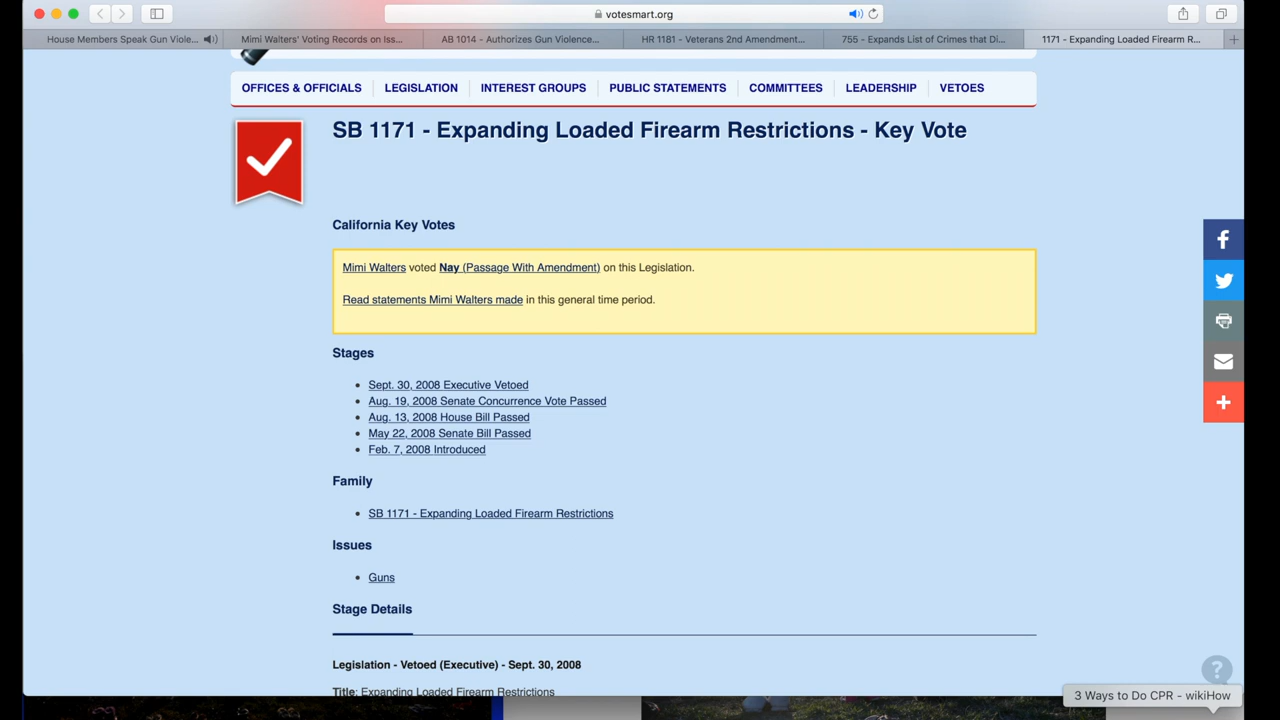 votesmart.org
House Members Speak Gun Viole...
Mimi Walters' Voting Records on Iss...
AB 1014 - Authorizes Gun Violence...
HR 1181 - Veterans 2nd Amendment...
755 - Expands List of Crimes that Di...
1171 - Expanding Loaded Firearm R...
OFFICES & OFFICIALS
LEGISLATION
INTEREST GROUPS
PUBLIC STATEMENTS
COMMITTEES
LEADERSHIP
VETOES
SB 1171 - Expanding Loaded Firearm Restrictions - Key Vote
California Key Votes
Mimi Walters voted Nay (Passage With Amendment) on this Legislation.
Read statements Mimi Walters made in this general time period.
Stages
Sept. 30, 2008 Executive Vetoed
Aug. 19, 2008 Senate Concurrence Vote Passed
Aug. 13, 2008 House Bill Passed
May 22, 2008 Senate Bill Passed
Feb. 7, 2008 Introduced
Family
SB 1171 - Expanding Loaded Firearm Restrictions
Issues
Guns
Stage Details
Legislation - Vetoed (Executive) - Sept. 30, 2008
Title: Expanding Loaded Firearm Restrictions
3 Ways to Do CPR - wikiHow